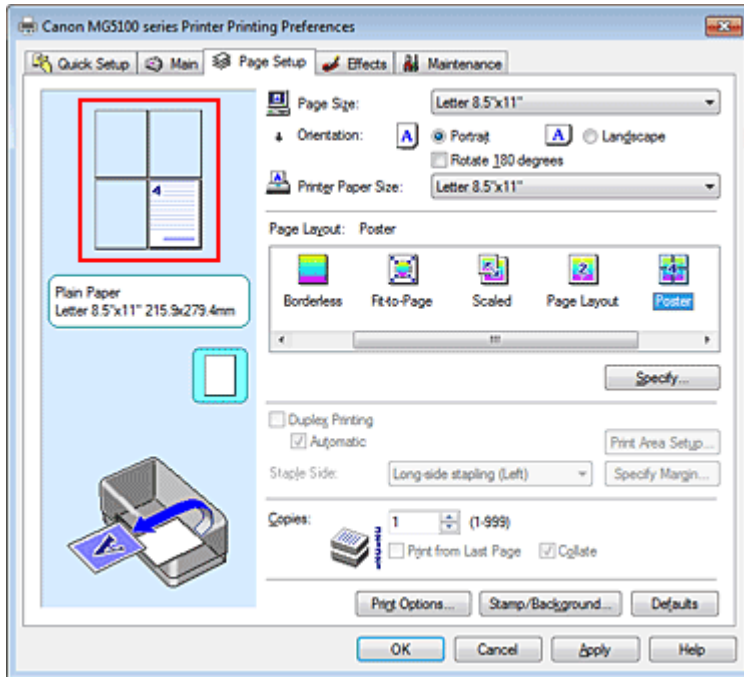 Canon MG5100 series Printer Printing Preferences
Quick Setup Main Page Setup Effects Maintenance
Page Size: Letter 8.5"x11"
Orientation: A Portrait A Landscape
Rotate 180 degrees
Printer Paper Size: Letter 8.5"x11"
Page Layout: Poster
Borderless Fit-to-Page Scaled Page Layout Poster
Plain Paper
Letter 8.5"x11" 215.9x279.4mm
Specify...
Duplex Printing
Automatic Print Area Setup...
Staple Side: Long-side stapling (Left) Specify Margin...
Copies: 1 (1-999)
Print from Last Page Collate
Print Options... Stamp/Background... Defaults
OK Cancel Apply Help